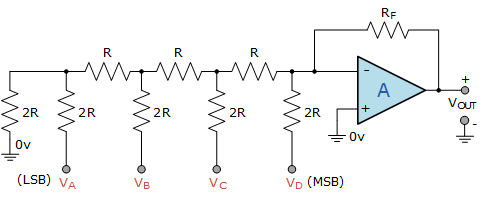 RF
R R R
- A + VOUT
+
-
2R 2R 2R 2R 2R
0v 0v
(LSB) VA VB VC VD (MSB)